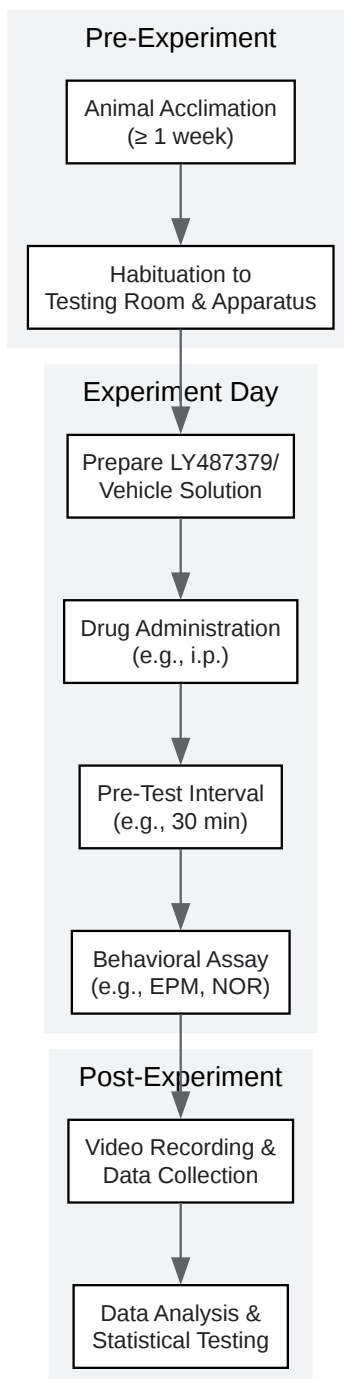 Pre-Experiment
Animal Acclimation
(≥ 1 week)
Habituation to
Testing Room & Apparatus
Experiment Day
Prepare LY487379/
Vehicle Solution
Drug Administration
(e.g., i.p.)
Pre-Test Interval
(e.g., 30 min)
Behavioral Assay
(e.g., EPM, NOR)
Post-Experiment
Video Recording &
Data Collection
Data Analysis &
Statistical Testing